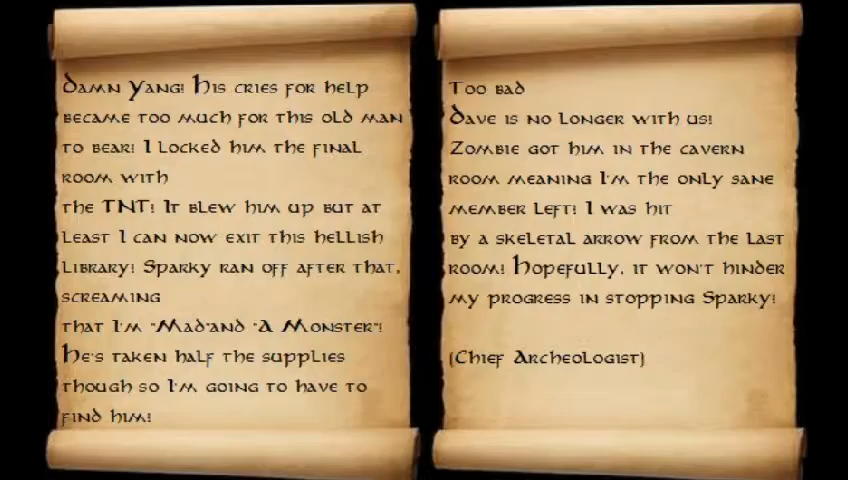 Damn Yang! His cries for help
became too much for this old man
to bear! I locked him the final
room with
the TNT! It blew him up but at
least I can now exit this hellish
library! Sparky ran off after that,
screaming
that I'm "Mad"and "A Monster"!
He's taken half the supplies
though so I'm going to have to
find him!
Too bad
Dave is no longer with us!
Zombie got him in the cavern
room meaning I'm the only sane
member left! I was hit
by a skeletal arrow from the last
room! Hopefully, it won't hinder
my progress in stopping Sparky!
(Chief Archeologist)